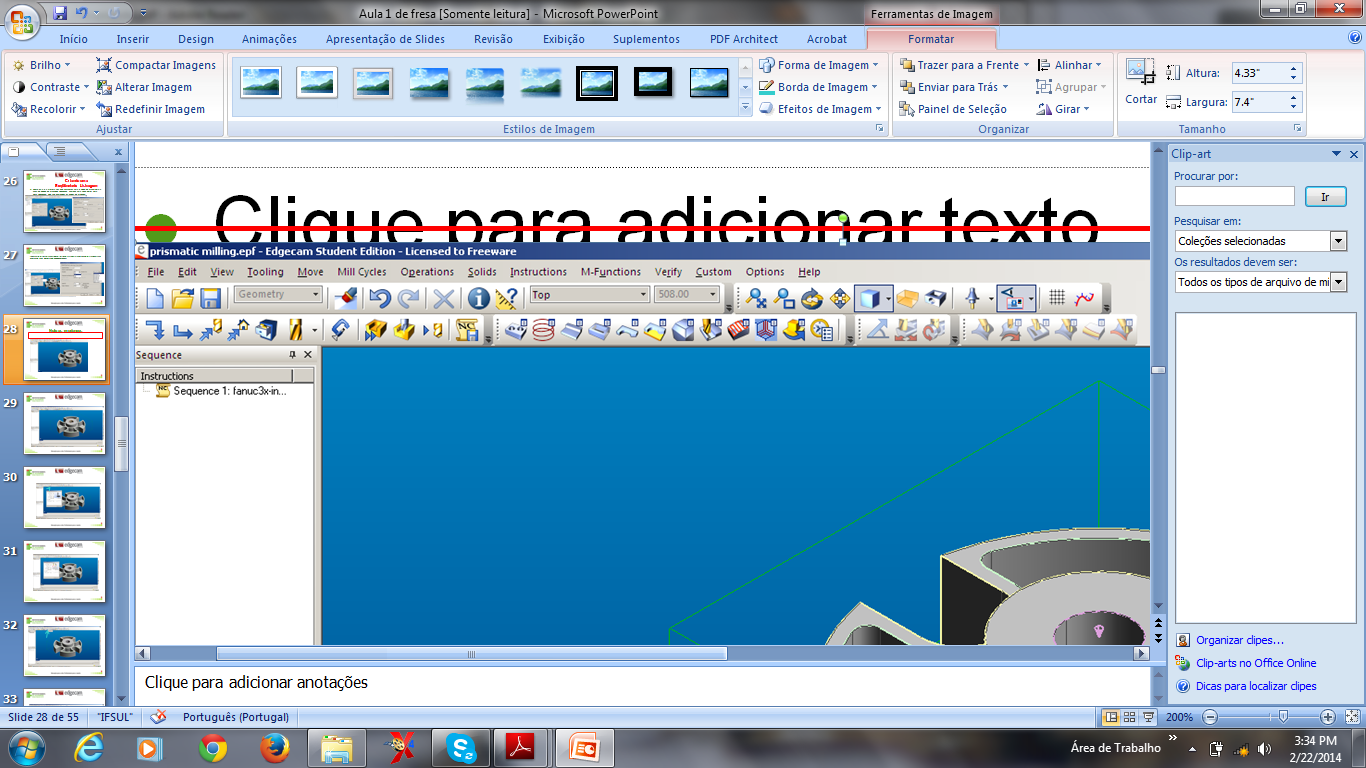 Aula 1 de fresa [Somente leitura] - Microsoft PowerPoint
Ferramentas de Imagem
Início Inserir Design Animações Apresentação de Slides Revisão Exibição Suplementos PDF Architect Acrobat Formatar
Brilho Compactar Imagens
Contraste Alterar Imagem
Recolorir Redefinir Imagem
Ajustar
Estilos de Imagem
Forma de Imagem
Borda de Imagem
Efeitos de Imagem
Trazer para a Frente Alinhar
Enviar para Trás Agrupar
Painel de Seleção Girar
Organizar
Cortar
Altura: 4.33"
Largura: 7.4"
Tamanho
26
27
28
29
30
31
32
33
Clique para adicionar texto
prismatic milling.epf - Edgecam Student Edition - Licensed to Freeware
File Edit View Tooling Move Mill Cycles Operations Solids Instructions M-Functions Verify Custom Options Help
Geometry Top 508.00
Sequence
Instructions
Sequence 1: fanuc3x-in...
Clique para adicionar anotações
Clip-art
Procurar por:
Ir
Pesquisar em:
Coleções selecionadas
Os resultados devem ser:
Todos os tipos de arquivo de mi
Organizar clipes...
Clip-arts no Office Online
Dicas para localizar clipes
Slide 28 de 55 "IFSUL" Português (Portugal) 200%
Área de Trabalho
3:34 PM
2/22/2014